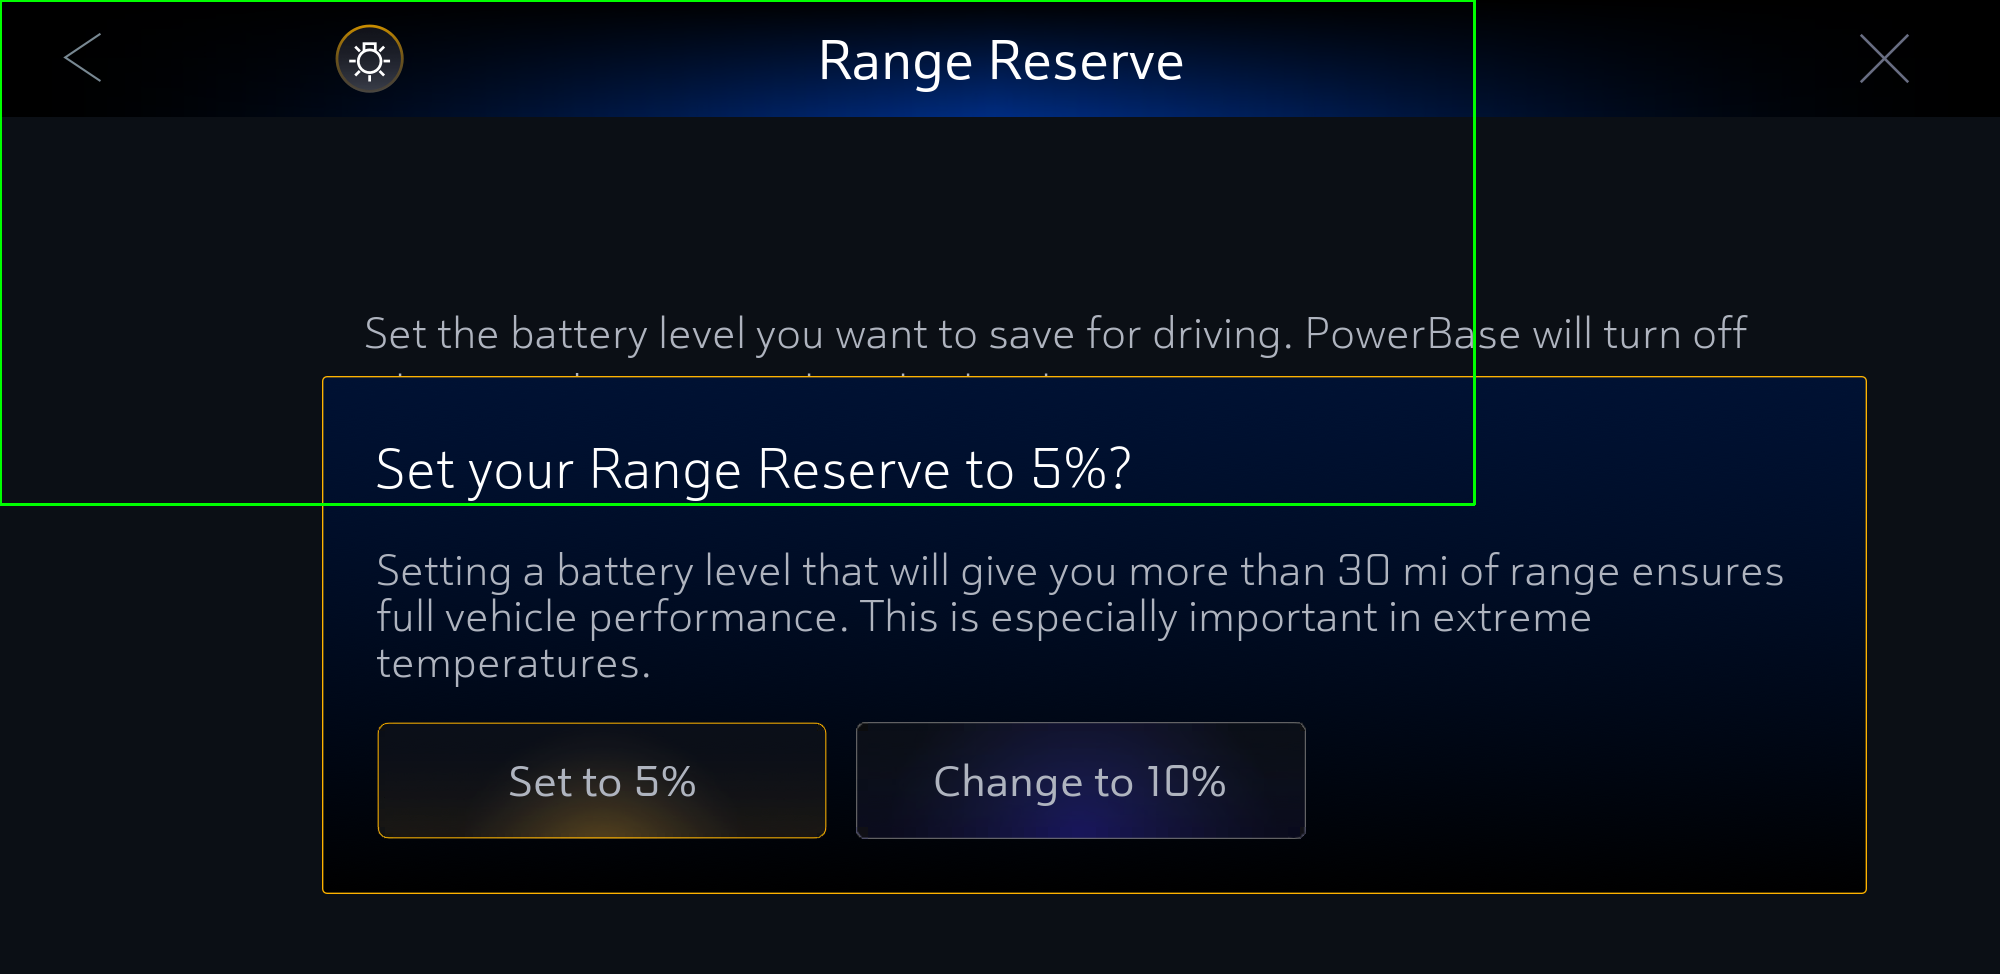 Range Reserve
Set the battery level you want to save for driving. PowerBase will turn off
Set your Range Reserve to 5%?
Setting a battery level that will give you more than 30 mi of range ensures
full vehicle performance. This is especially important in extreme
temperatures.
Set to 5%
Change to 10%